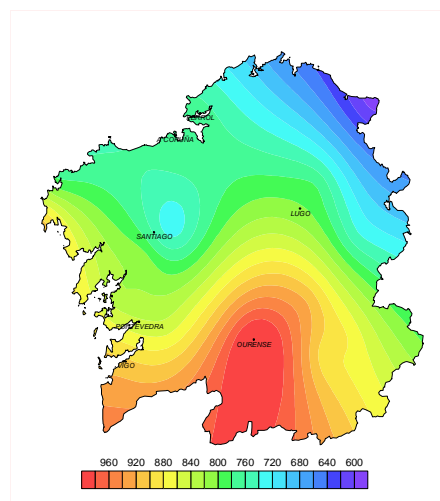 FERROL
A CORUÑA
LUGO
SANTIAGO
PONTEVEDRA
OURENSE
VIGO
960 920 880 840 800 760 720 680 640 600